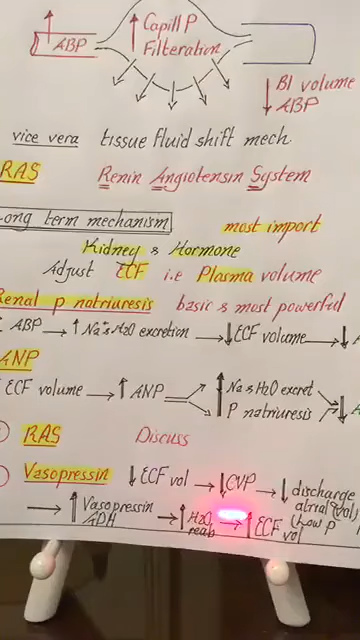 ↑ ABP ↑ Capill P
Filteration
↓ Bl volume
ABP
vice vera tissue fluid shift mech.
RAS Renin Angiotensin System
Long term mechanism most import
Kidney & Hormone
Adjust ECF i.e Plasma volume
Renal p natriuresis basic & most powerful
ABP → ↑ Na⁺& H2O excretion → ↓ ECF volume → ↓
ANP
ECF volume → ↑ ANP ↑ Na & H2O excret
P natriuresis ↓
RAS Discuss
Vasopressin ↓ ECF vol → ↓ CVP → ↓ discharge
atrial (vol)
(Low P
→ ↑ Vasopressin
ADH → ↑ H2O
reab → ↑ ECF
vol